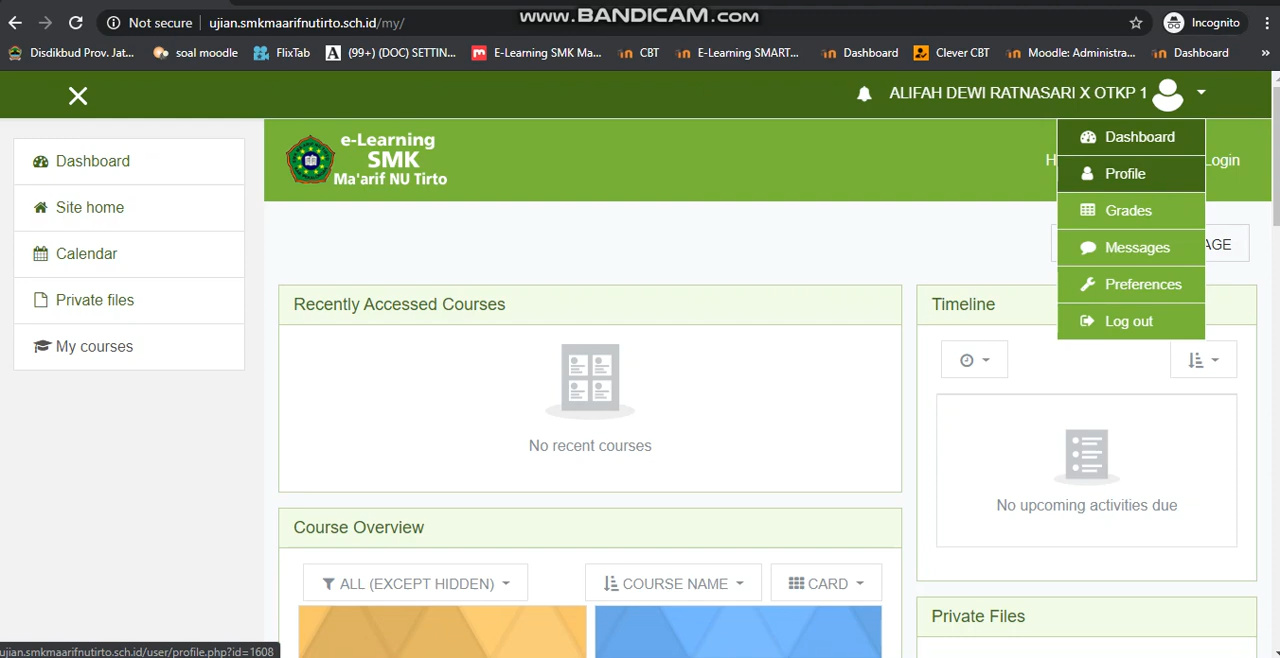 WWW.BANDICAM.COM
Not secure | ujian.smkmaarifnutirto.sch.id/my/
Incognito
Disdikbud Prov. Jat...
soal moodle
FlixTab
(99+) (DOC) SETTIN...
E-Learning SMK Ma...
CBT
E-Learning SMART...
Dashboard
Clever CBT
Moodle: Administra...
Dashboard
»
ALIFAH DEWI RATNASARI X OTKP 1
Dashboard
Profile
Grades
Messages
Preferences
Log out
e-Learning
SMK
Ma'arif NU Tirto
Login
Dashboard
Site home
Calendar
Private files
My courses
Recently Accessed Courses
No recent courses
Timeline
No upcoming activities due
Course Overview
ALL (EXCEPT HIDDEN)
COURSE NAME
CARD
Private Files
ujian.smkmaarifnutirto.sch.id/user/profile.php?id=1608